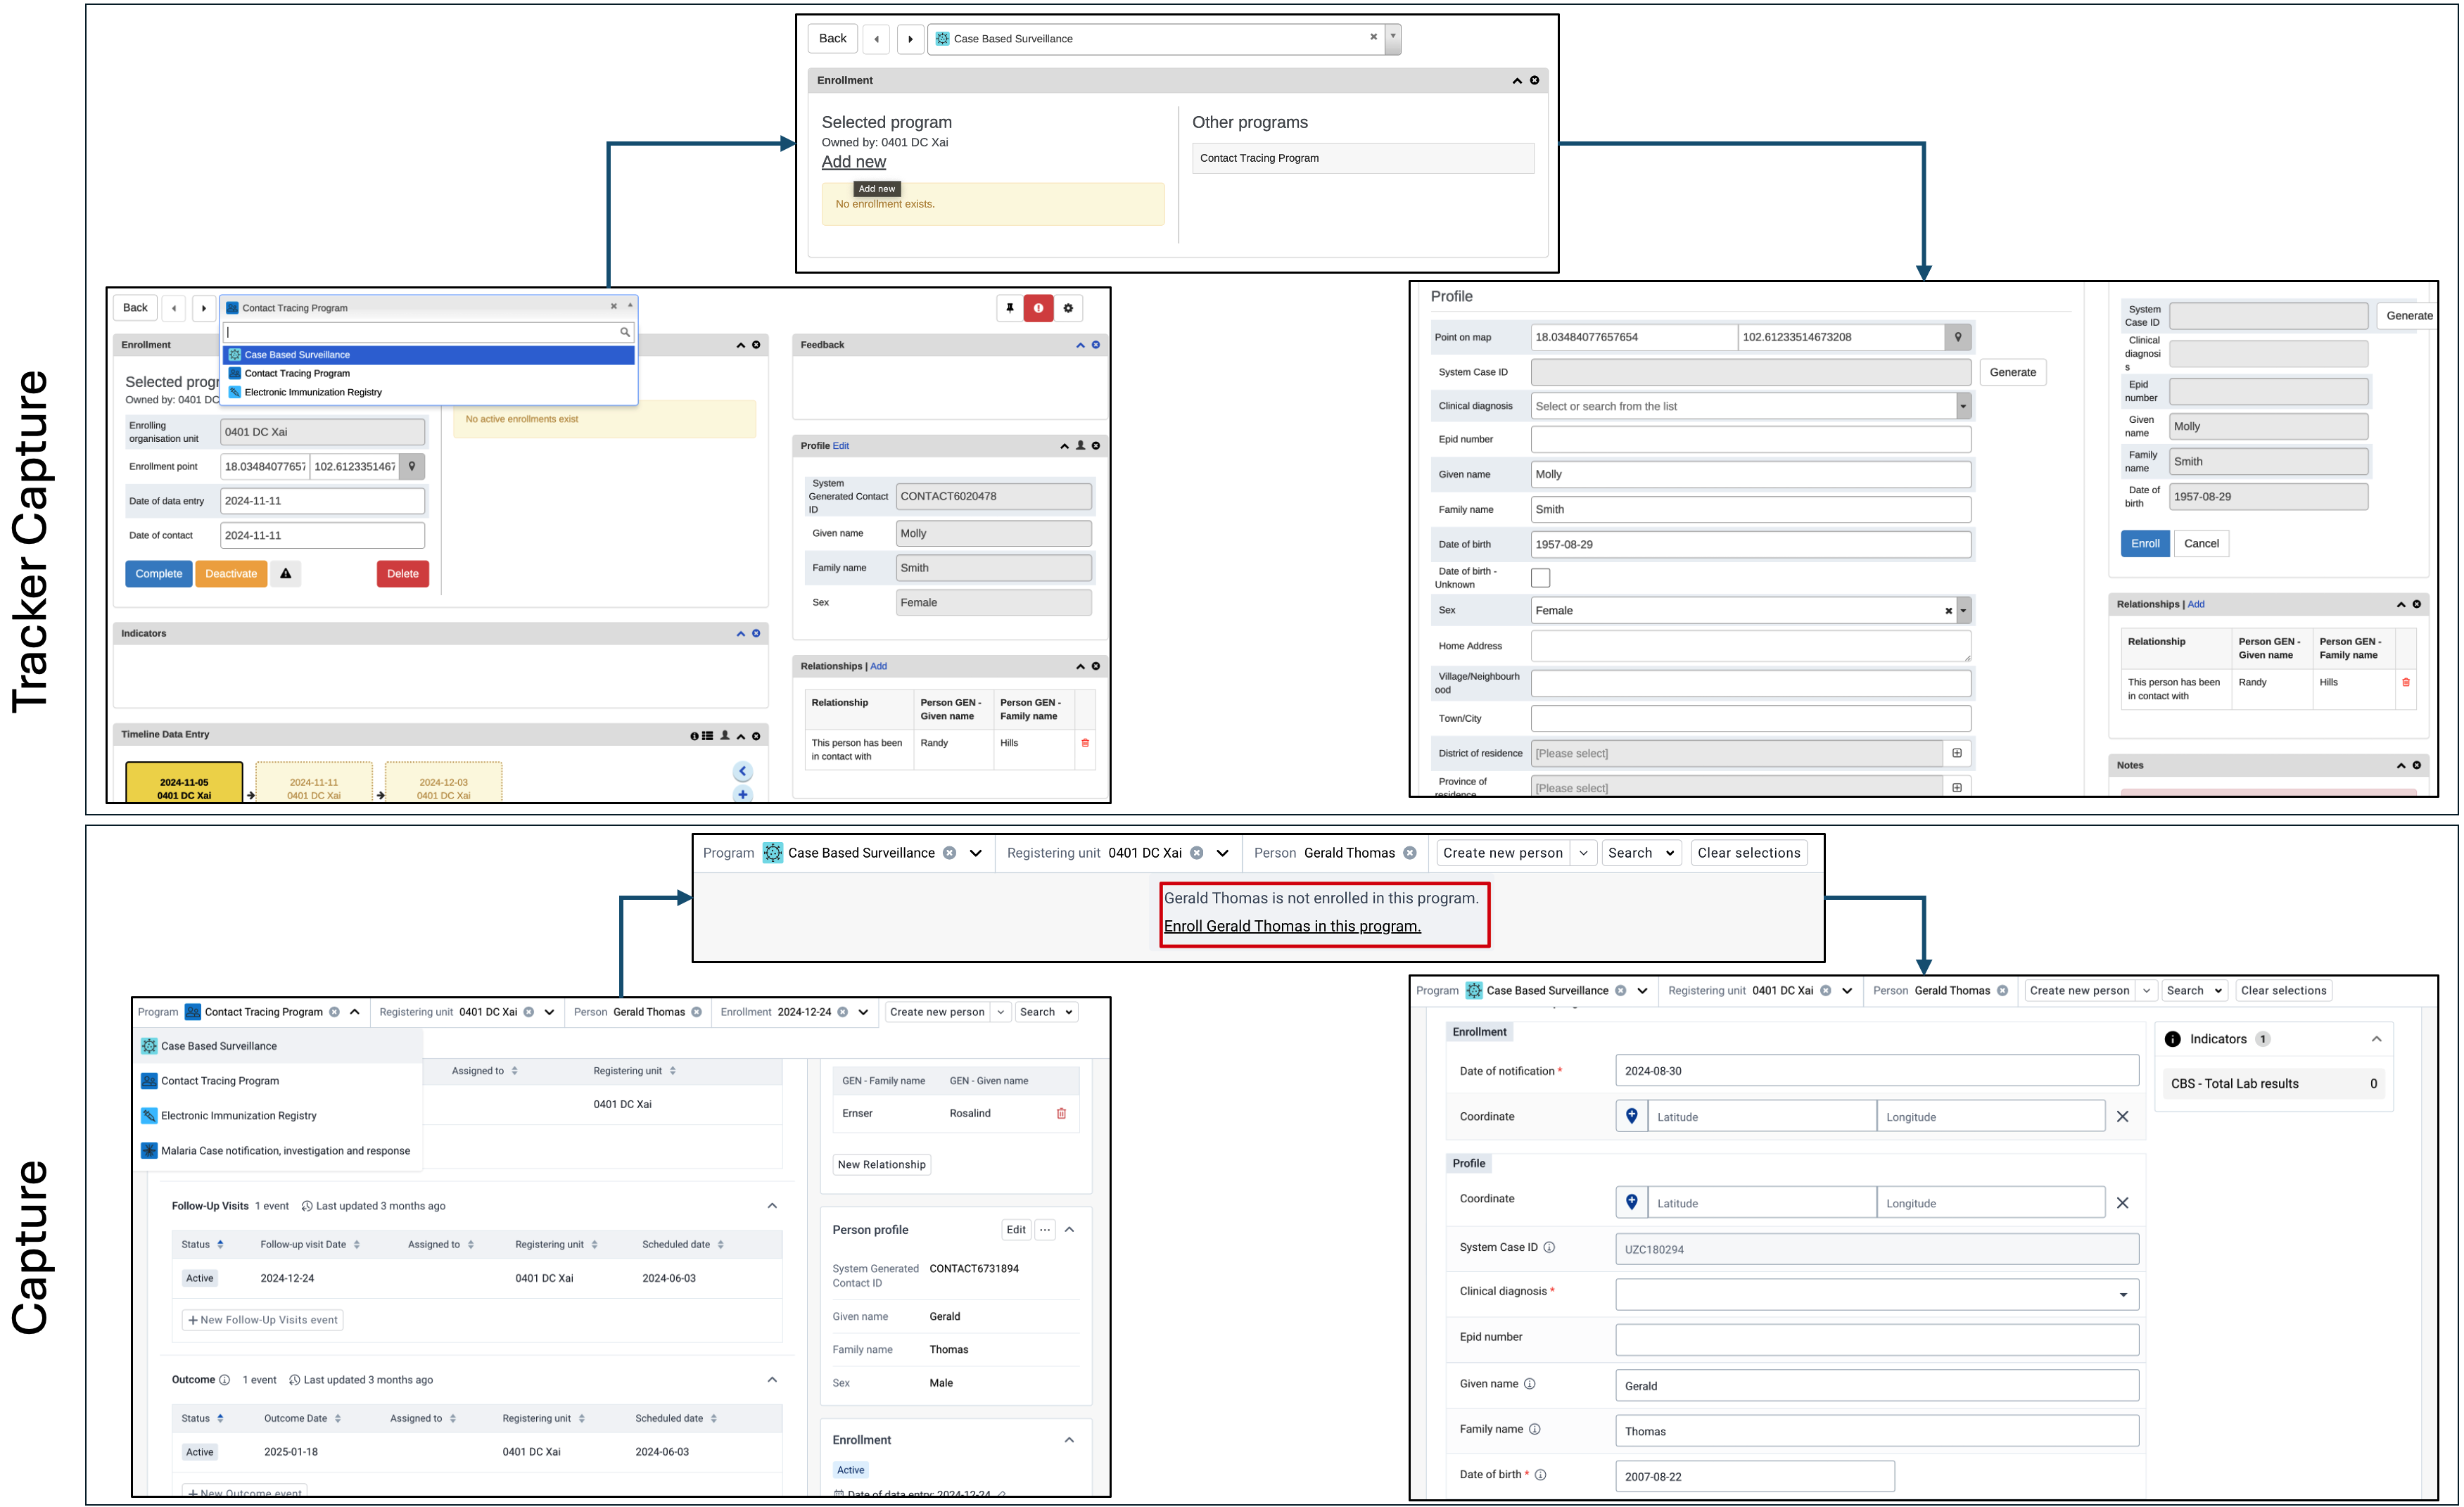 Tracker Capture
Back
Case Based Surveillance
Enrollment
Selected program
Owned by: 0401 DC Xai
Add new
Add new
No enrollment exists.
Other programs
Contact Tracing Program
Back
Contact Tracing Program
Case Based Surveillance
Contact Tracing Program
Electronic Immunization Registry
Enrollment
Selected progr
Owned by: 0401 DC
No active enrollments exist
Enrolling organisation unit 0401 DC Xai
Enrollment point 18.0348407765 102.612335146
Date of data entry 2024-11-11
Date of contact 2024-11-11
Complete Deactivate Delete
Indicators
Timeline Data Entry
2024-11-05 2024-11-11 2024-12-03
0401 DC Xai 0401 DC Xai 0401 DC Xai
Feedback
Profile Edit
System Generated Contact ID CONTACT6020478
Given name Molly
Family name Smith
Sex Female
Relationships | Add
Relationship Person GEN - Given name Person GEN - Family name
This person has been in contact with Randy Hills
Profile
Point on map 18.03484077657654 102.61233514673208
System Case ID Generate
Clinical diagnosis Select or search from the list
Epid number
Given name Molly
Family name Smith
Date of birth 1957-08-29
Date of birth - Unknown
Sex Female
Home Address
Village/Neighbourhood
Town/City
District of residence [Please select]
Province of residence [Please select]
System Case ID Generate
Clinical diagnosis
Epid number
Given name Molly
Family name Smith
Date of birth 1957-08-29
Enroll Cancel
Relationships | Add
Relationship Person GEN - Given name Person GEN - Family name
This person has been in contact with Randy Hills
Notes
Capture
Program Case Based Surveillance Registering unit 0401 DC Xai Person Gerald Thomas Create new person Search Clear selections
Gerald Thomas is not enrolled in this program.
Enroll Gerald Thomas in this program.
Program Contact Tracing Program Registering unit 0401 DC Xai Person Gerald Thomas Enrollment 2024-12-24 Create new person Search
Case Based Surveillance
Contact Tracing Program
Electronic Immunization Registry
Malaria Case notification, investigation and response
Assigned to Registering unit
0401 DC Xai
Follow-Up Visits 1 event Last updated 3 months ago
Status Follow-up visit Date Assigned to Registering unit Scheduled date
Active 2024-12-24 0401 DC Xai 2024-06-03
New Follow-Up Visits event
Outcome 1 event Last updated 3 months ago
Status Outcome Date Assigned to Registering unit Scheduled date
Active 2025-01-18 0401 DC Xai 2024-06-03
New Outcome event
GEN - Family name GEN - Given name
Ernser Rosalind
New Relationship
Person profile Edit
System Generated Contact ID CONTACT6731894
Given name Gerald
Family name Thomas
Sex Male
Enrollment
Active
Date of data entry: 2024-12-24
Program Case Based Surveillance Registering unit 0401 DC Xai Person Gerald Thomas Create new person Search Clear selections
Enrollment
Date of notification * 2024-08-30
Coordinate Latitude Longitude
Profile
Coordinate Latitude Longitude
System Case ID UZC180294
Clinical diagnosis *
Epid number
Given name Gerald
Family name Thomas
Date of birth * 2007-08-22
Indicators 1
CBS - Total Lab results 0